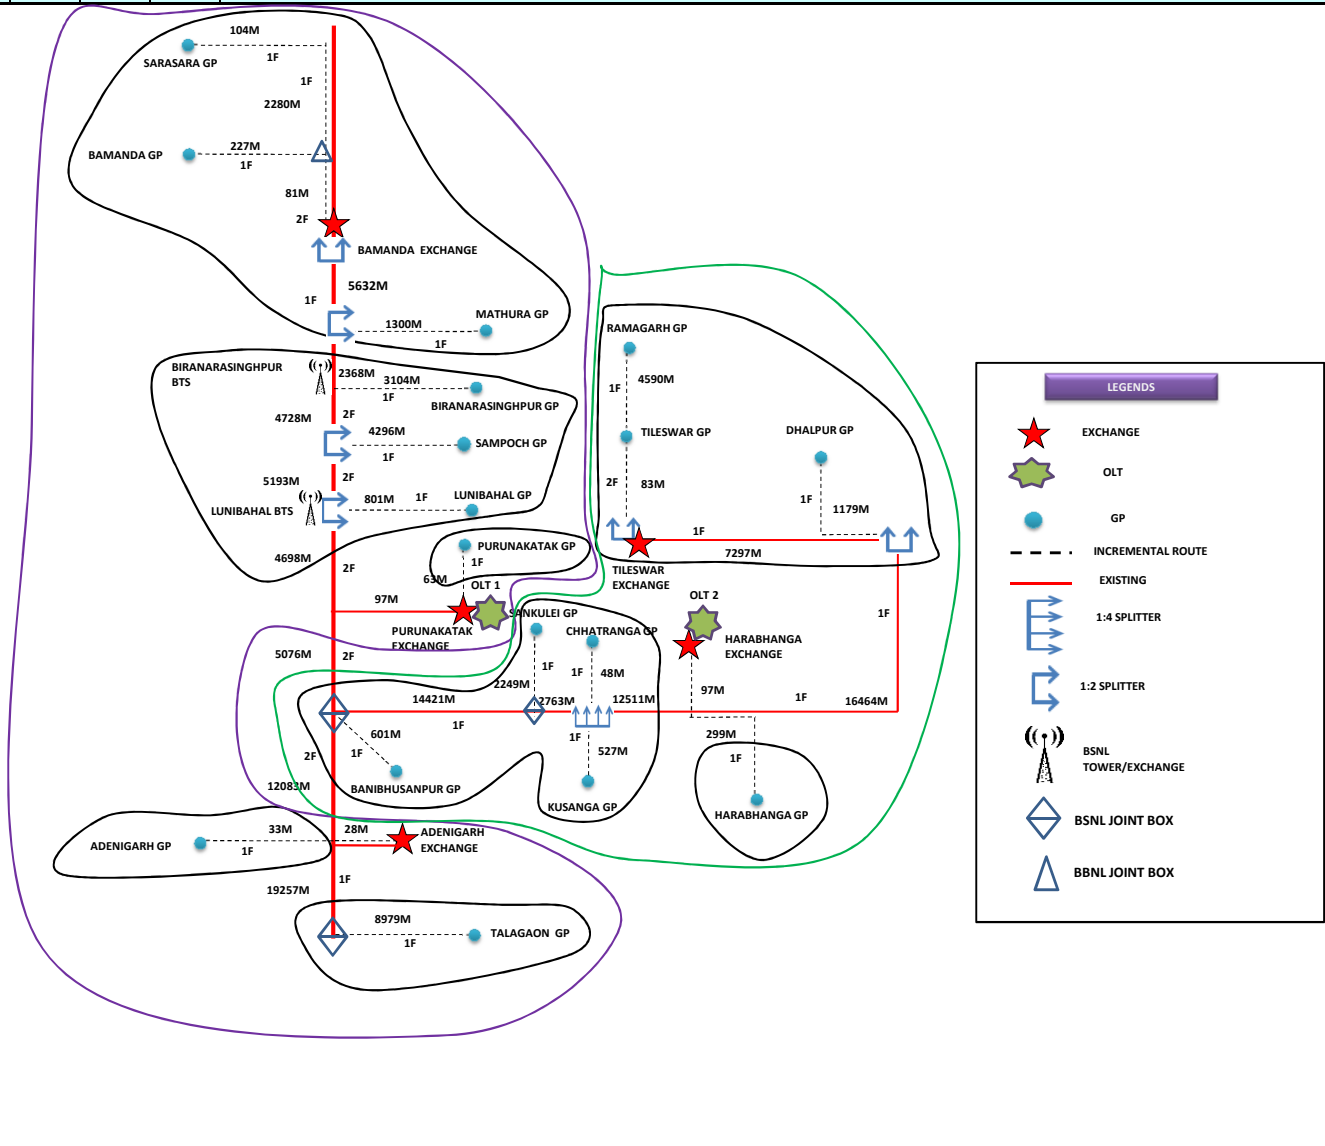 104M
SARASARA GP
1F
1F
2280M
BAMANDA GP
227M
1F
81M
2F
BAMANDA EXCHANGE
5632M
1F
MATHURA GP
1300M
1F
BIRANARASINGHPUR
BTS
2368M
3104M
1F
BIRANARASINGHPUR GP
4728M
2F
4296M
1F
SAMPOCH GP
5193M
2F
LUNIBAHAL BTS
801M
1F
LUNIBAHAL GP
4698M
2F
PURUNAKATAK GP
1F
63M
OLT 1
97M
PURUNAKATAK
EXCHANGE
RAMAGARH GP
1F
4590M
TILESWAR GP
2F
83M
DHALPUR GP
1F
1179M
1F
7297M
TILESWAR
EXCHANGE
OLT 2
HARABHANGA
EXCHANGE
1F
SANKULEI GP
CHHATRANGA GP
5076M
2F
1F
2249M
1F
48M
14421M
1F
2763M
12511M
97M
1F
16464M
601M
1F
1F
527M
299M
1F
2F
12083M
BANIBHUSANPUR GP
KUSANGA GP
HARABHANGA GP
33M
28M
ADENIGARH
EXCHANGE
ADENIGARH GP
1F
1F
19257M
8979M
1F
TALAGAON GP
LEGENDS
EXCHANGE
OLT
GP
INCREMENTAL ROUTE
EXISTING
1:4 SPLITTER
1:2 SPLITTER
BSNL
TOWER/EXCHANGE
BSNL JOINT BOX
BBNL JOINT BOX